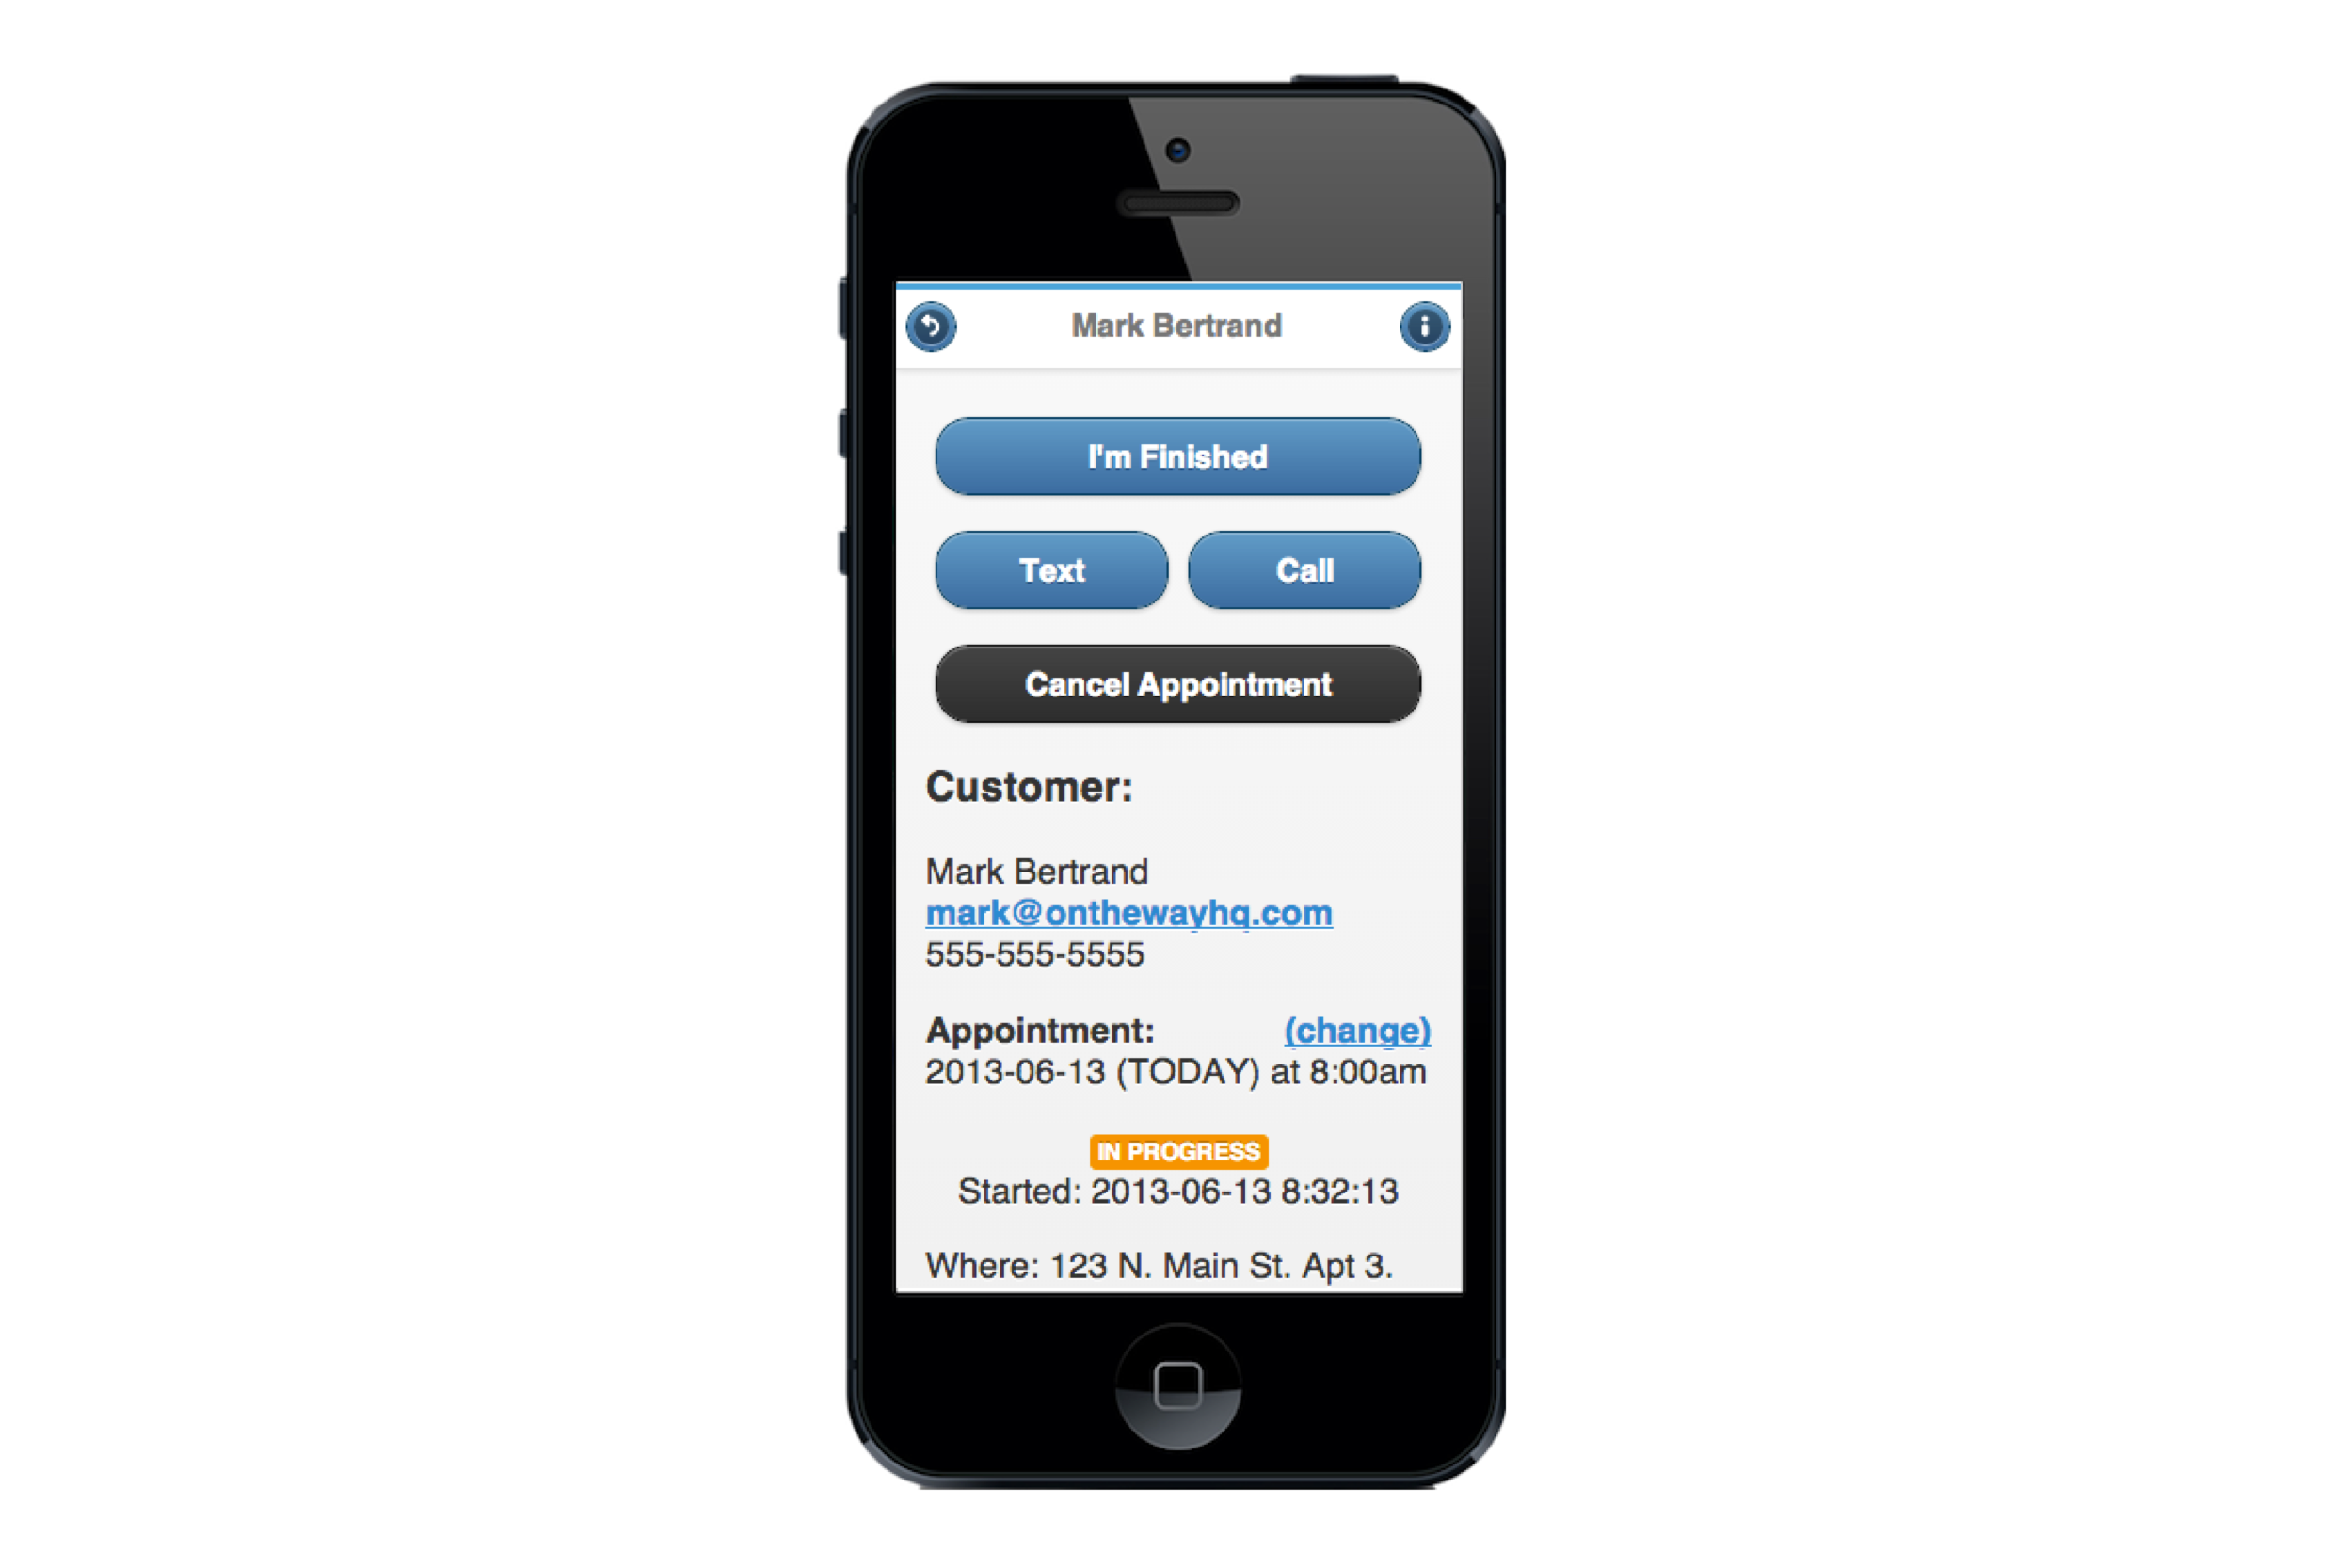 Mark Bertrand
I'm Finished
Text
Call
Cancel Appointment
Customer:
Mark Bertrand
mark@onthewayhq.com
555-555-5555
Appointment: (change)
2013-06-13 (TODAY) at 8:00am
IN PROGRESS
Started: 2013-06-13 8:32:13
Where: 123 N. Main St. Apt 3.